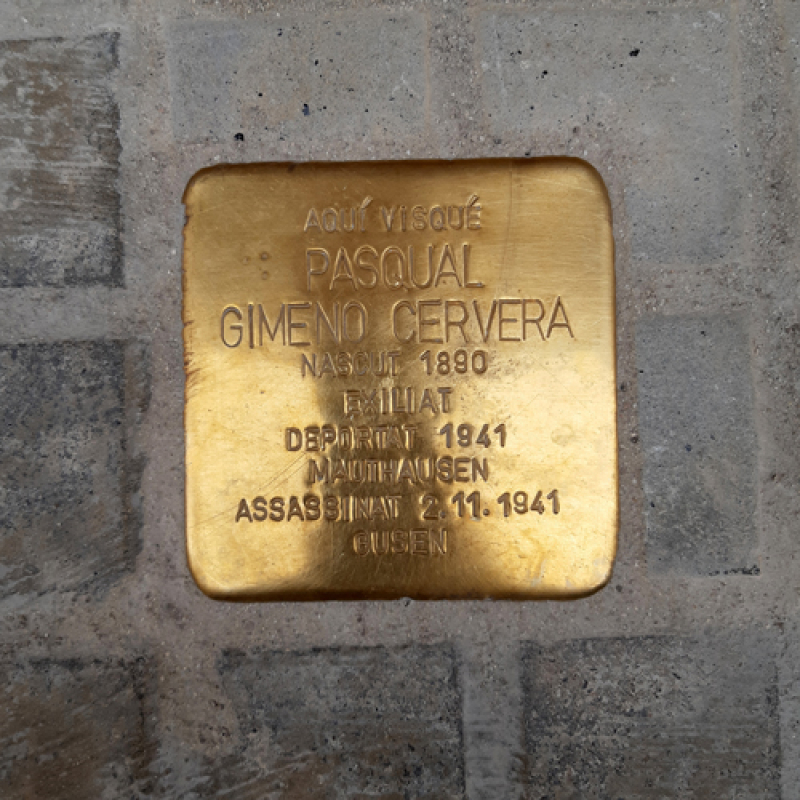 AQUÍ VISQUÉ
PASQUAL
GIMENO CERVERA
NASCUT 1890
EXILIAT
DEPORTAT 1941
MAUTHAUSEN
ASSASSINAT 2.11.1941
GUSEN